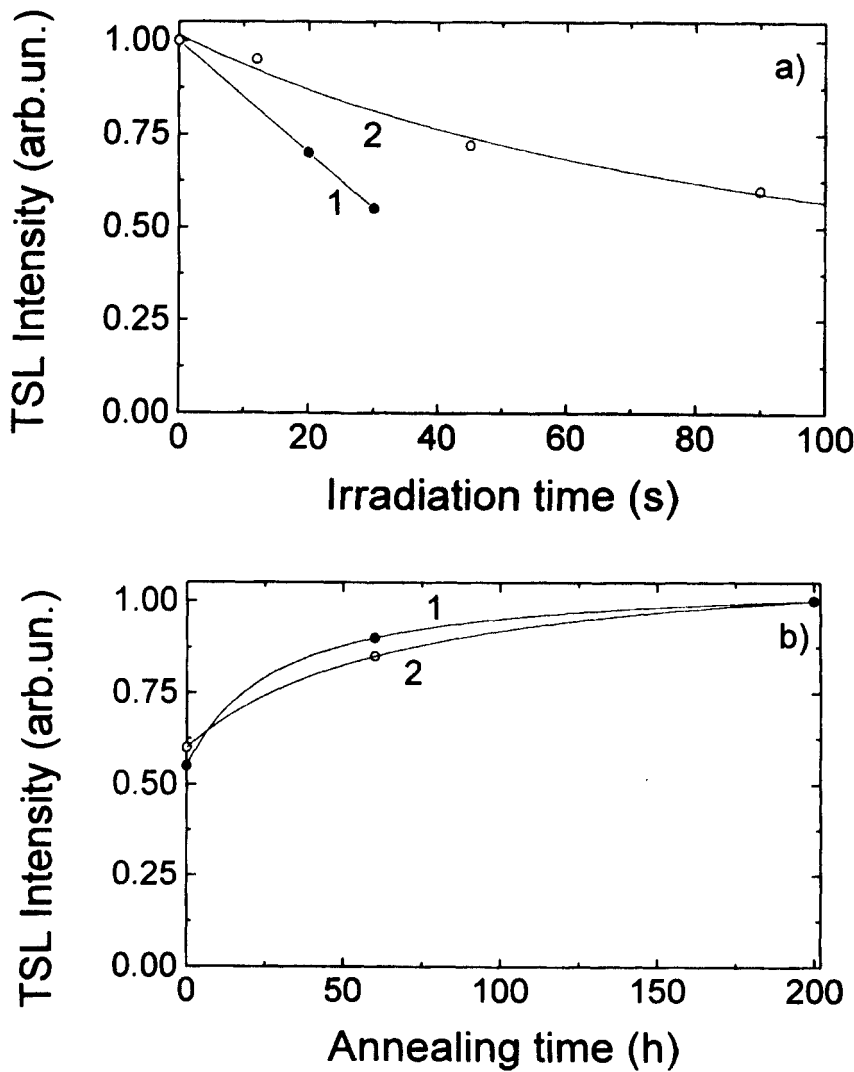 TSL Intensity (arb.un.)
1.00
0.75
0.50
0.25
0.00
a)
2
1
0 20 40 60 80 100
Irradiation time (s)
TSL Intensity (arb.un.)
1.00
0.75
0.50
0.25
0.00
1
b)
2
0 50 100 150 200
Annealing time (h)